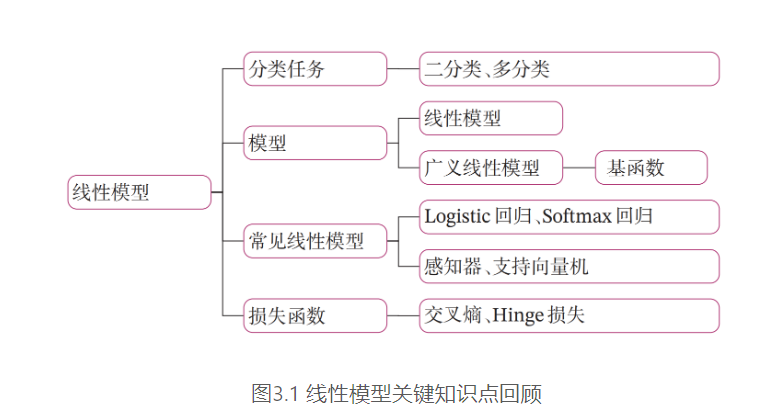 分类任务
二分类、多分类
线性模型
模型
广义线性模型
基函数
线性模型
Logistic 回归、Softmax 回归
常见线性模型
感知器、支持向量机
损失函数
交叉熵、Hinge 损失
图3.1 线性模型关键知识点回顾